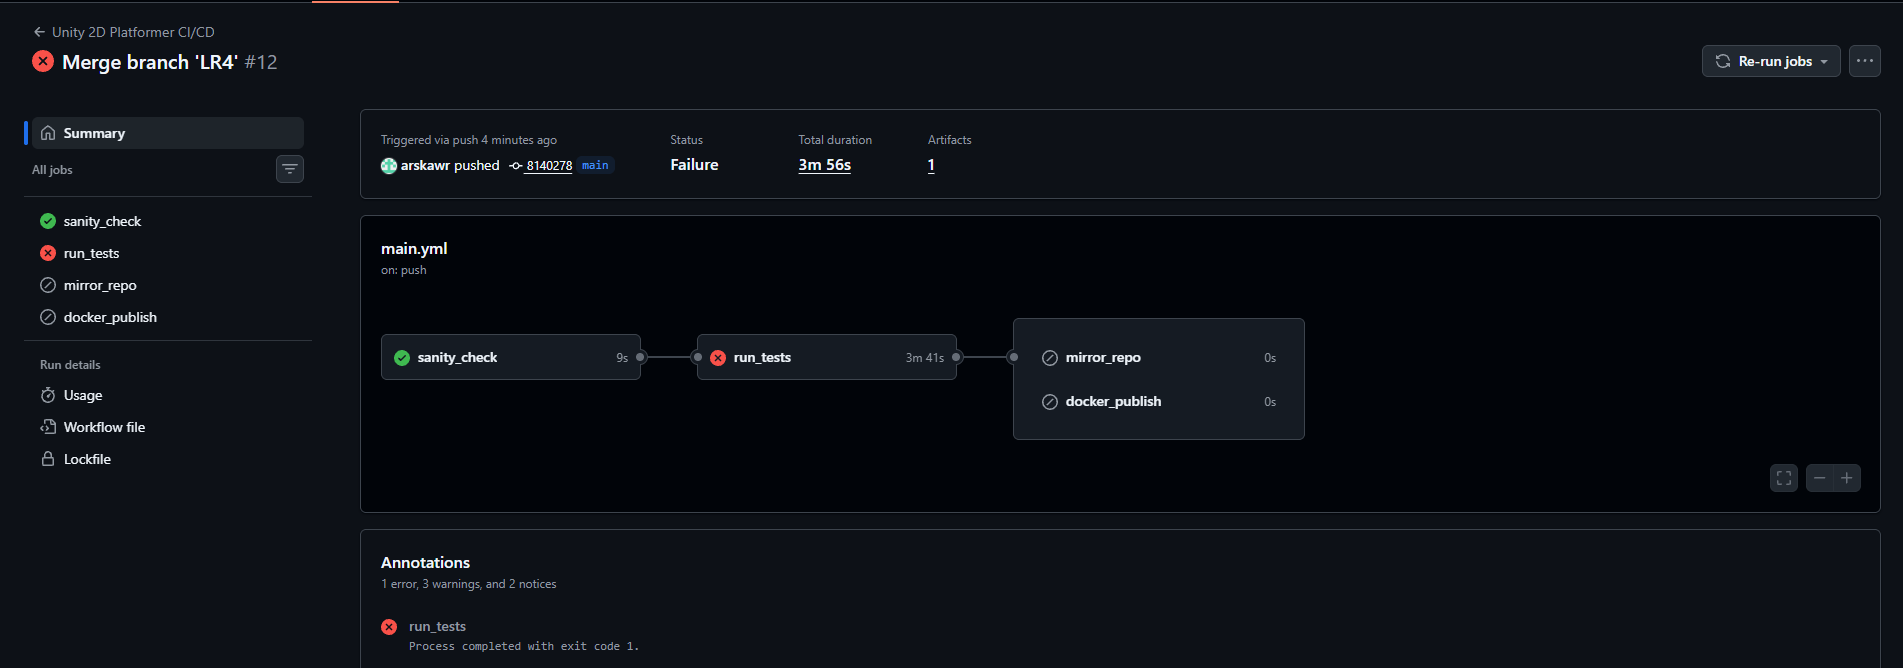 Unity 2D Platformer CI/CD
Merge branch 'LR4' #12
Re-run jobs
Summary
All jobs
sanity_check
run_tests
mirror_repo
docker_publish
Run details
Usage
Workflow file
Lockfile
Triggered via push 4 minutes ago
arskawr pushed 8140278 main
Status
Failure
Total duration
3m 56s
Artifacts
1
main.yml
on: push
sanity_check 9s
run_tests 3m 41s
mirror_repo 0s
docker_publish 0s
Annotations
1 error, 3 warnings, and 2 notices
run_tests
Process completed with exit code 1.